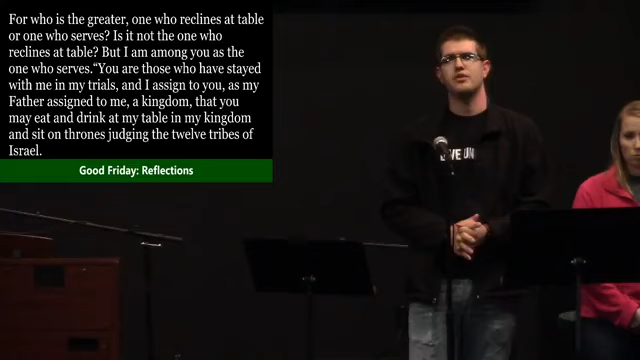 For who is the greater, one who reclines at table
or one who serves? Is it not the one who
reclines at table? But I am among you as the
one who serves.“You are those who have stayed
with me in my trials, and I assign to you, as my
Father assigned to me, a kingdom, that you
may eat and drink at my table in my kingdom
and sit on thrones judging the twelve tribes of
Israel.
Good Friday: Reflections